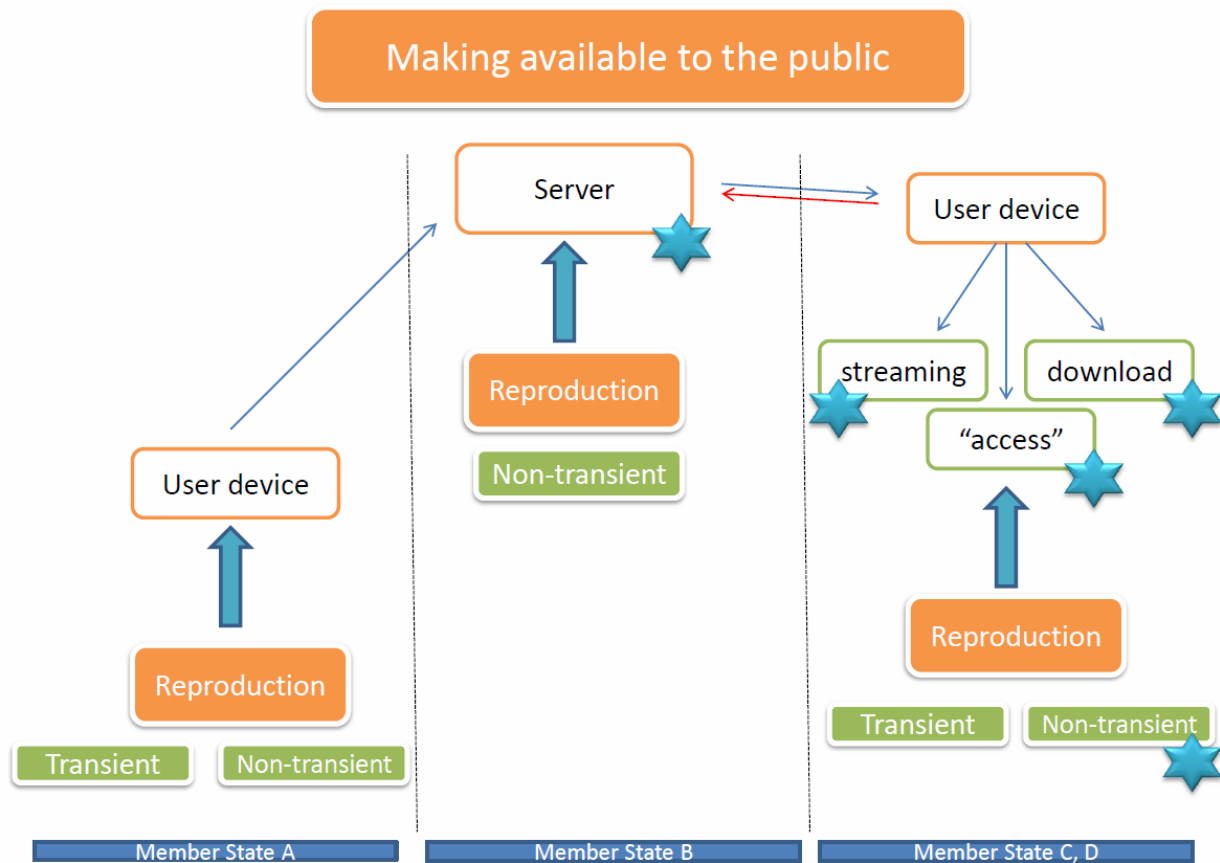 Making available to the public
Server
User device
streaming
download
“access”
Reproduction
Non-transient
User device
Reproduction
Reproduction
Transient
Non-transient
Transient
Non-transient
Member State A
Member State B
Member State C, D